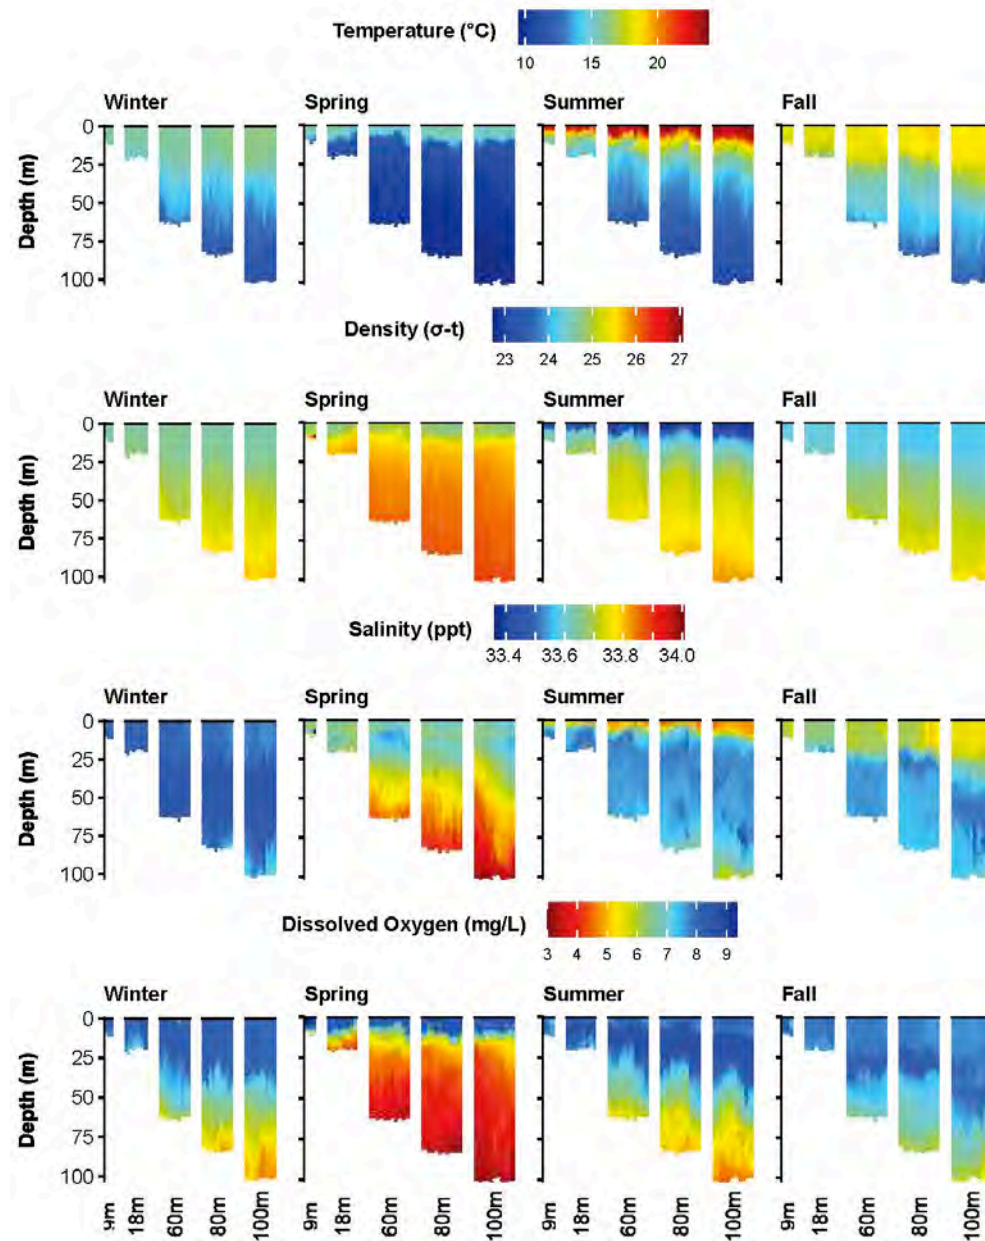 Temperature (°C)
10 15 20
Winter Spring Summer Fall
Depth (m)
0
25
50
75
100
Density (σ-t)
23 24 25 26 27
Winter Spring Summer Fall
Depth (m)
0
25
50
75
100
Salinity (ppt)
33.4 33.6 33.8 34.0
Winter Spring Summer Fall
Depth (m)
0
25
50
75
100
Dissolved Oxygen (mg/L)
3 4 5 6 7 8 9
Winter Spring Summer Fall
Depth (m)
0
25
50
75
100
9m 18m 60m 80m 100m 9m 18m 60m 80m 100m 9m 18m 60m 80m 100m 9m 18m 60m 80m 100m